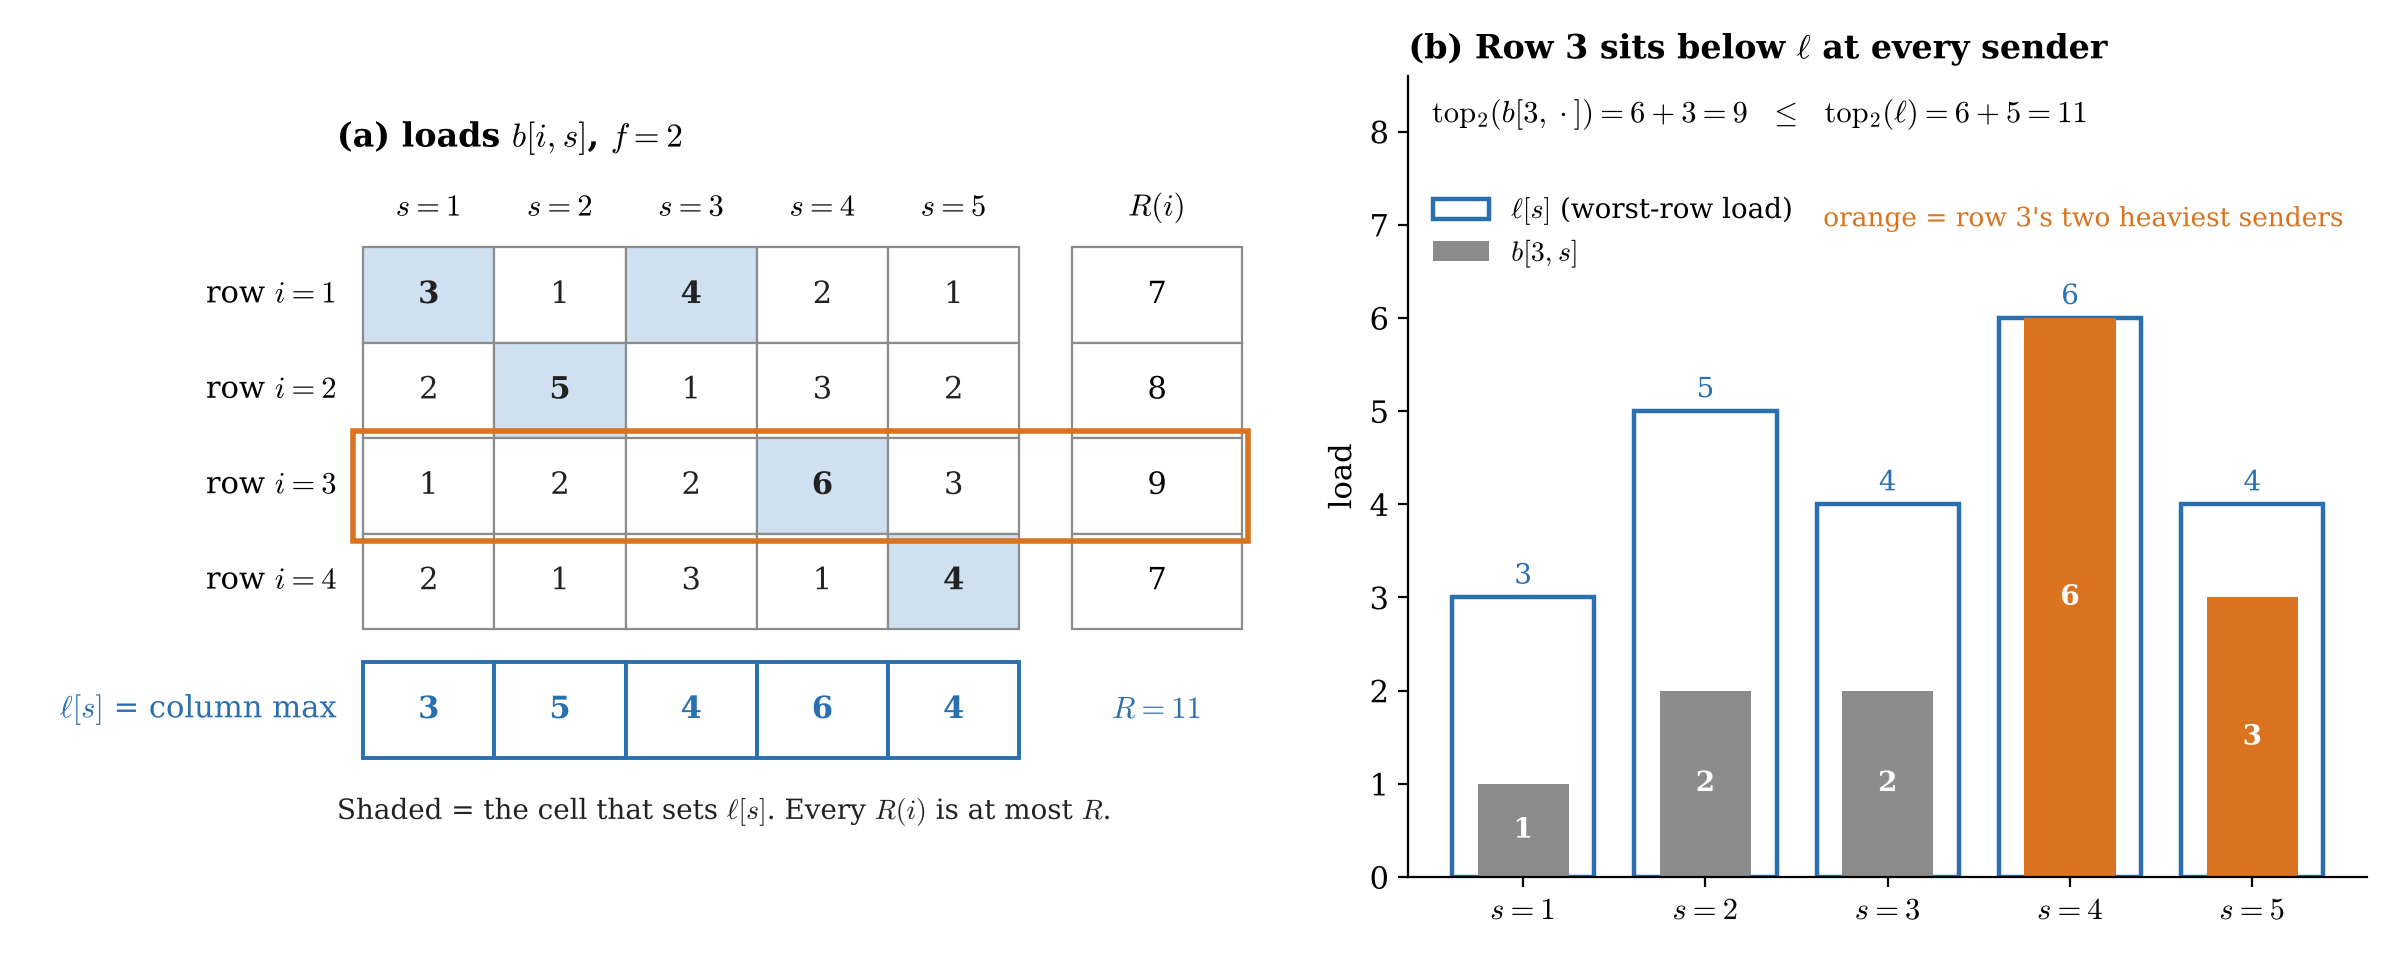 (a) loads b[i, s], f = 2
s = 1 s = 2 s = 3 s = 4 s = 5 R(i)
row i = 1 3 1 4 2 1 7
row i = 2 2 5 1 3 2 8
row i = 3 1 2 2 6 3 9
row i = 4 2 1 3 1 4 7
ℓ[s] = column max 3 5 4 6 4 R = 11
Shaded = the cell that sets ℓ[s]. Every R(i) is at most R.
(b) Row 3 sits below ℓ at every sender
top₂(b[3, ·]) = 6 + 3 = 9 ≤ top₂(ℓ) = 6 + 5 = 11
ℓ[s] (worst-row load)
b[3, s]
orange = row 3's two heaviest senders
load
8
7
6
5
4
3
2
1
0
3 5 4 6 4
1 2 2 6 3
s = 1 s = 2 s = 3 s = 4 s = 5